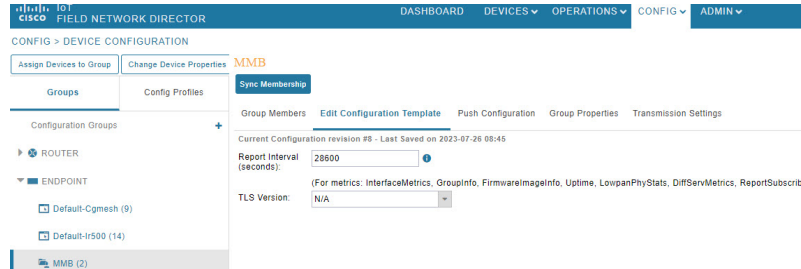 CISCO IoT
FIELD NETWORK DIRECTOR
DASHBOARD DEVICES OPERATIONS CONFIG ADMIN
CONFIG > DEVICE CONFIGURATION
Assign Devices to Group Change Device Properties MMB
Sync Membership
Groups Config Profiles
Group Members Edit Configuration Template Push Configuration Group Properties Transmission Settings
Configuration Groups +
Current Configuration revision #8 - Last Saved on 2023-07-26 08:45
Report Interval (seconds): 28600
ROUTER
(For metrics: InterfaceMetrics, GroupInfo, FirmwareImageInfo, Uptime, LowpanPhyStats, DiffServMetrics, ReportSubscrib
ENDPOINT
TLS Version: N/A
Default-Cgmesh (9)
Default-Ir500 (14)
MMB (2)